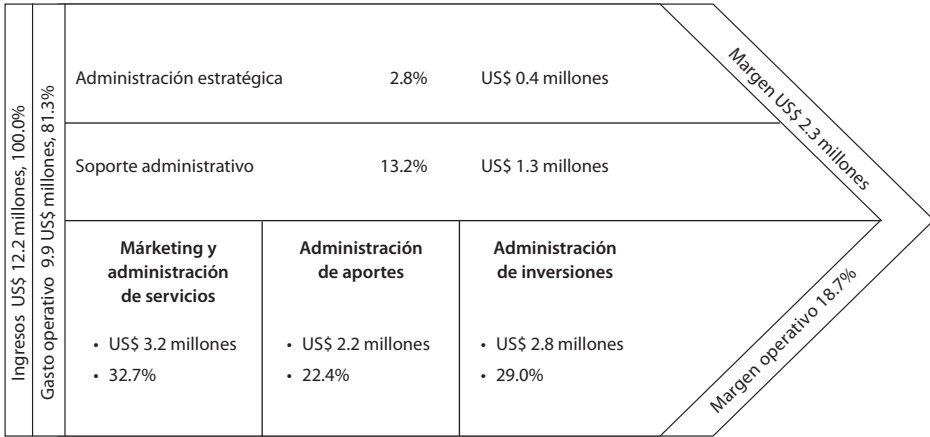 Ingresos US$ 12.2 millones, 100.0%
Gasto operativo 9.9 US$ millones, 81.3%
Administración estratégica 2.8% US$ 0.4 millones
Soporte administrativo 13.2% US$ 1.3 millones
Márketing y
administración
de servicios
• US$ 3.2 millones
• 32.7%
Administración
de aportes
• US$ 2.2 millones
• 22.4%
Administración
de inversiones
• US$ 2.8 millones
• 29.0%
Margen US$ 2.3 millones
Margen operativo 18.7%